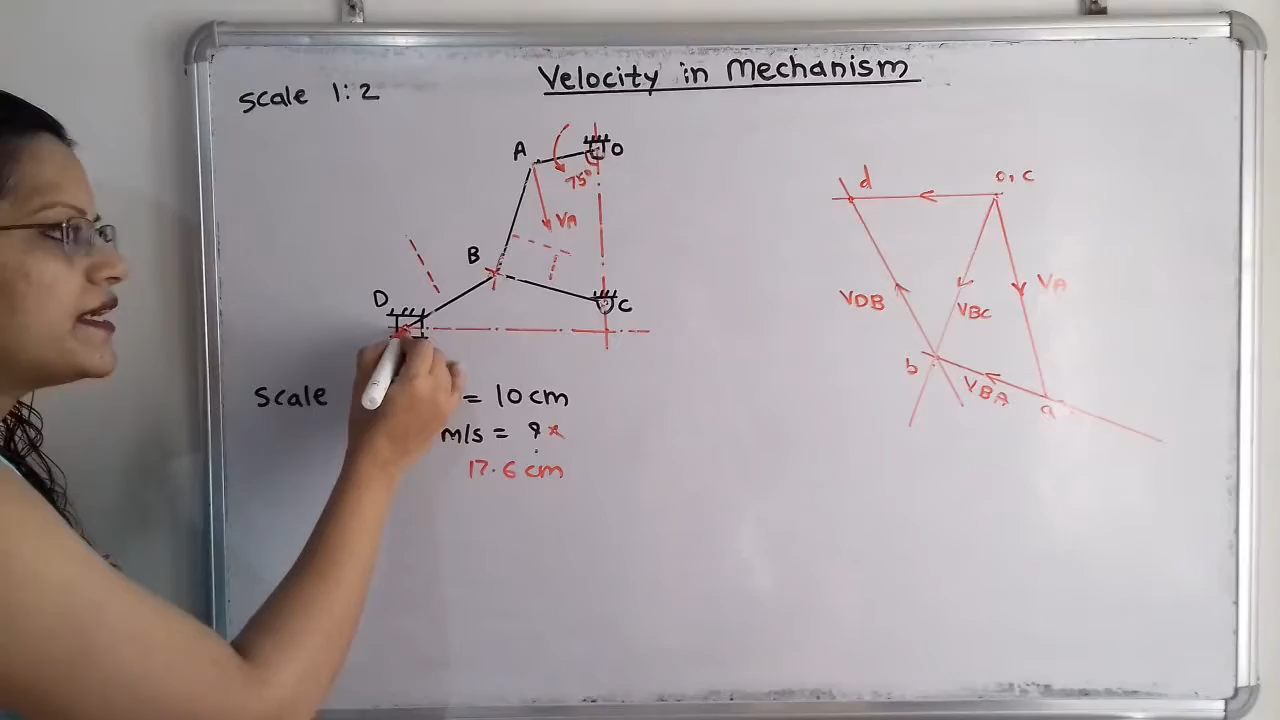 Velocity in Mechanism
Scale 1:2
A
O
75°
VA
B
D
C
Scale = 10 cm
m/s = ? x
17.6 cm
d
o, c
VA
VDB
VBC
b
VBA
a